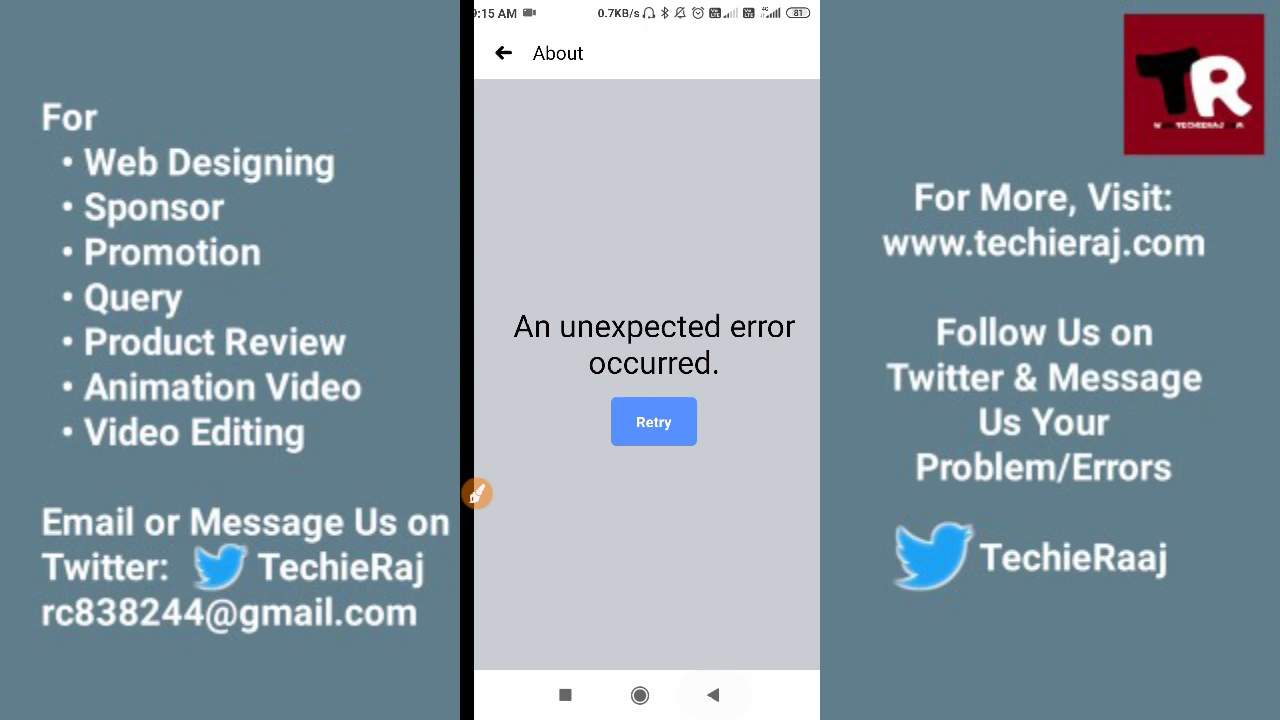 For
• Web Designing
• Sponsor
• Promotion
• Query
• Product Review
• Animation Video
• Video Editing
Email or Message Us on
Twitter: TechieRaj
rc838244@gmail.com
9:15 AM 0.7KB/s 4G 81
About
An unexpected error
occurred.
Retry
TR
For More, Visit:
www.techieraj.com
Follow Us on
Twitter & Message
Us Your
Problem/Errors
TechieRaaj